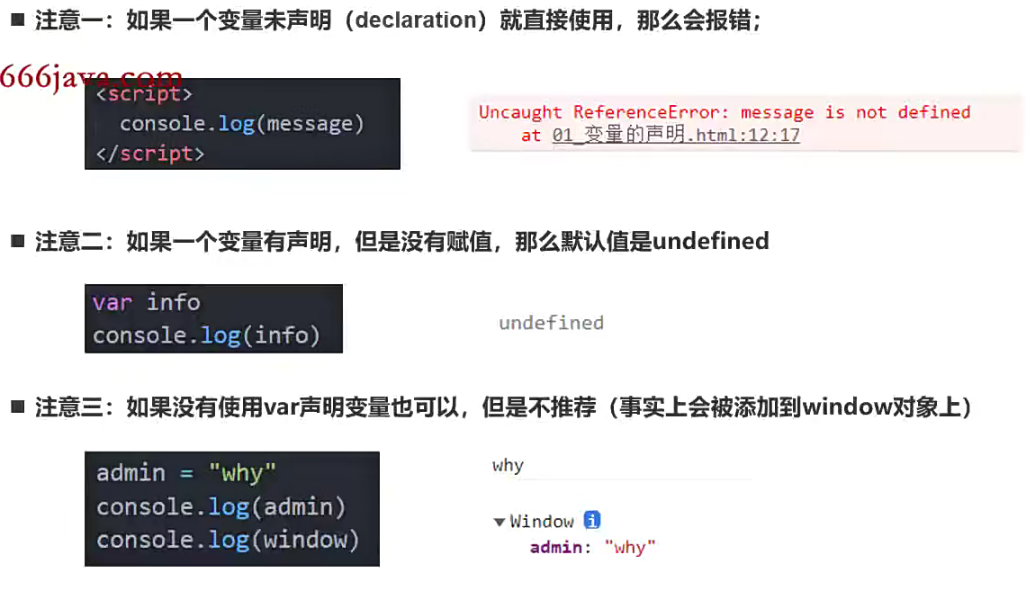 ■ 注意一：如果一个变量未声明（declaration）就直接使用，那么会报错；
666java.com
<script>
console.log(message)
</script>
Uncaught ReferenceError: message is not defined
at 01_变量的声明.html:12:17
■ 注意二：如果一个变量有声明，但是没有赋值，那么默认值是undefined
var info
console.log(info)
undefined
■ 注意三：如果没有使用var声明变量也可以，但是不推荐（事实上会被添加到window对象上）
admin = "why"
console.log(admin)
console.log(window)
why
▼Window i
admin: "why"